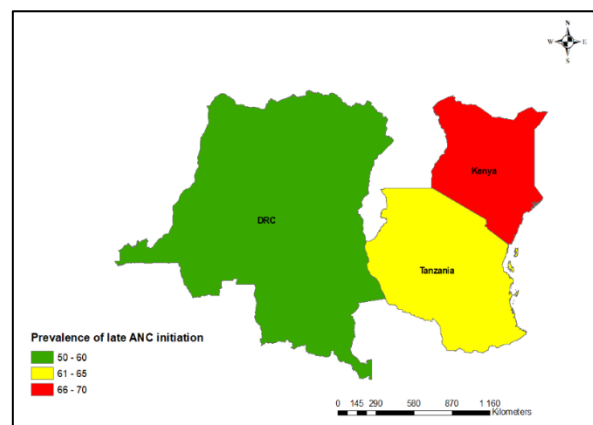 N
W E
S
Kenya
DRC
Tanzania
Prevalence of late ANC initiation
50 - 60
61 - 65
66 - 70
0 145 290 580 870 1 160
Kilometers